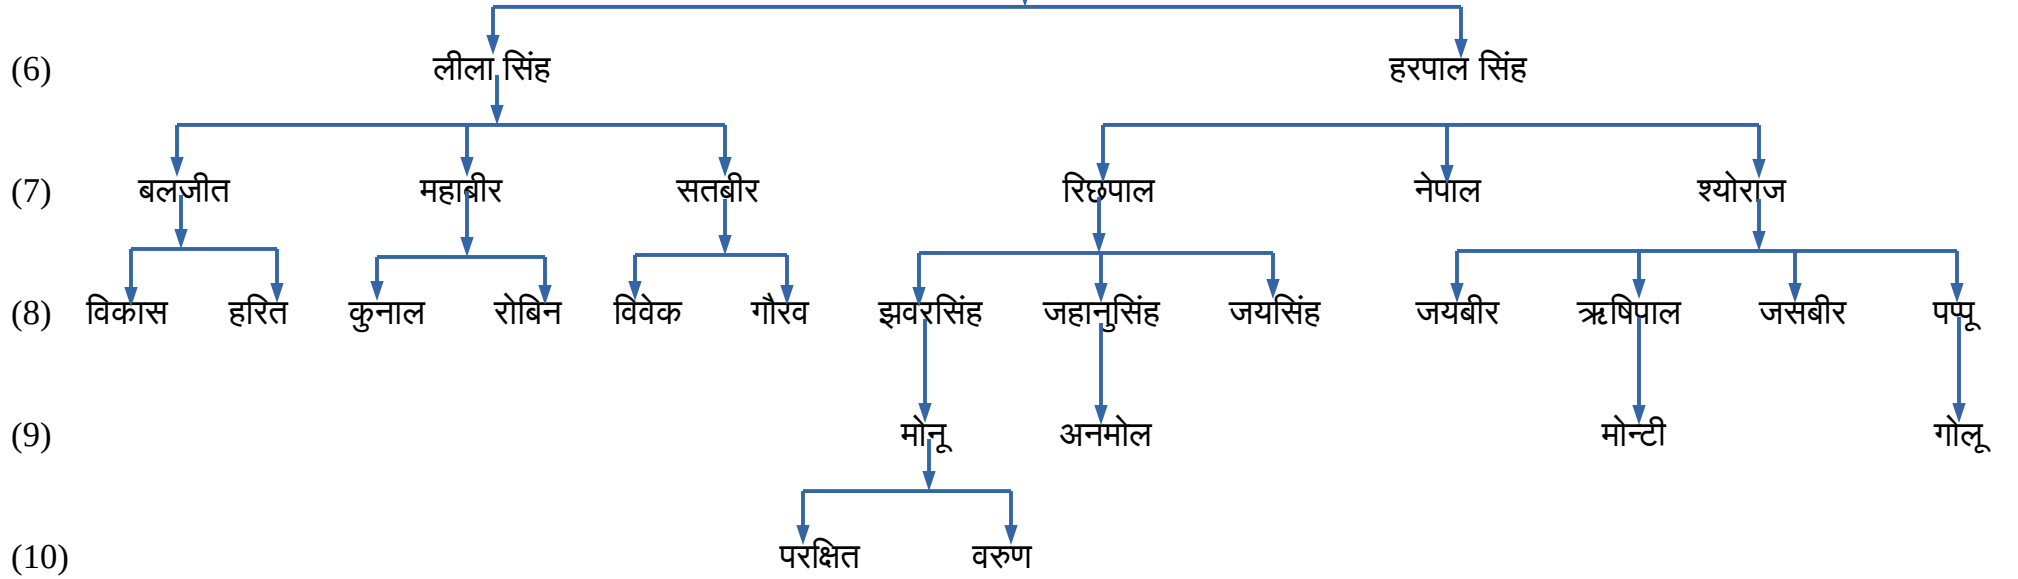 (6) लीला सिंह हरपाल सिंह
(7) बलजीत महाबीर सतबीर रिछपाल नेपाल श्योराज
(8) विकास हरित कुनाल रोबिन विवेक गौरव झवरसिंह जहानुसिंह जयसिंह जयबीर ऋषिपाल जसबीर पप्पू
(9) मोनू अनमोल मोन्टी गोलू
(10) परक्षित वरुण